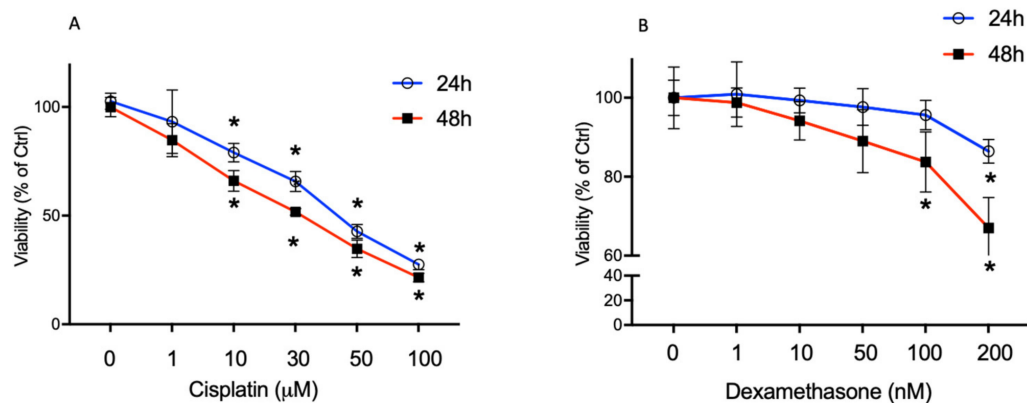 A
24h
48h
Viability (% of Ctrl)
100
50
0
* * * *
* * * *
0 1 10 30 50 100
Cisplatin (μM)
B
24h
48h
Viability (% of Ctrl)
100
80
60
40
20
0
*
* *
0 1 10 50 100 200
Dexamethasone (nM)